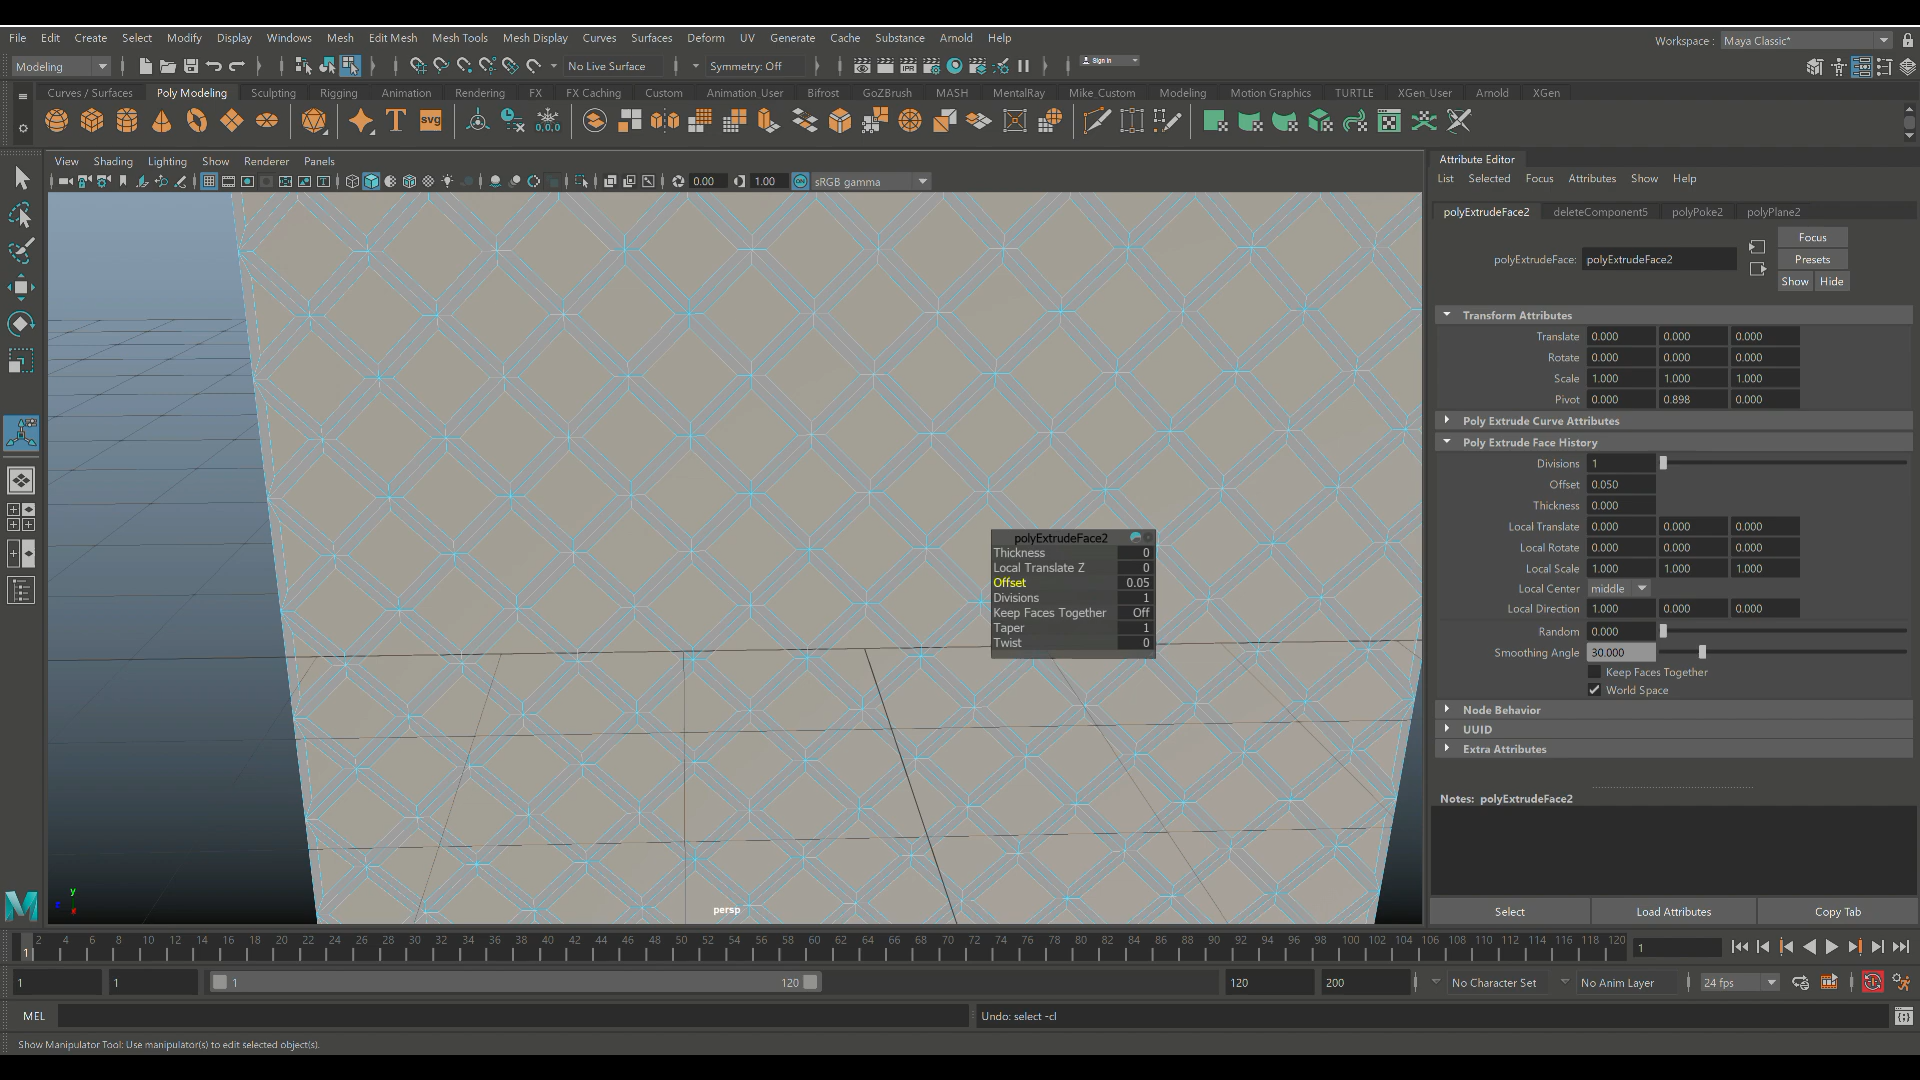 File Edit Create Select Modify Display Windows Mesh Edit Mesh Mesh Tools Mesh Display Curves Surfaces Deform UV Generate Cache Substance Arnold Help
Workspace : Maya Classic*
Modeling No Live Surface Symmetry: Off Sign In
Curves / Surfaces Poly Modeling Sculpting Rigging Animation Rendering FX FX Caching Custom Animation_User Bifrost GoZBrush MASH MentalRay Mike_Custom Modeling Motion Graphics TURTLE XGen_User Arnold XGen
T SVG 0,0,0
View Shading Lighting Show Renderer Panels
0.00 1.00 ON sRGB gamma
Attribute Editor
List Selected Focus Attributes Show Help
polyExtrudeFace2 deleteComponent5 polyPoke2 polyPlane2
polyExtrudeFace: polyExtrudeFace2
Focus
Presets
Show Hide
Transform Attributes
Translate 0.000 0.000 0.000
Rotate 0.000 0.000 0.000
Scale 1.000 1.000 1.000
Pivot 0.000 0.898 0.000
Poly Extrude Curve Attributes
Poly Extrude Face History
Divisions 1
Offset 0.050
Thickness 0.000
Local Translate 0.000 0.000 0.000
Local Rotate 0.000 0.000 0.000
Local Scale 1.000 1.000 1.000
Local Center middle
Local Direction 1.000 0.000 0.000
Random 0.000
Smoothing Angle 30.000
Keep Faces Together
World Space
Node Behavior
UUID
Extra Attributes
Notes: polyExtrudeFace2
Select Load Attributes Copy Tab
polyExtrudeFace2
Thickness 0
Local Translate Z 0
Offset 0.05
Divisions 1
Keep Faces Together Off
Taper 1
Twist 0
y
persp
M
2 4 6 8 10 12 14 16 18 20 22 24 26 28 30 32 34 36 38 40 42 44 46 48 50 52 54 56 58 60 62 64 66 68 70 72 74 76 78 80 82 84 86 88 90 92 94 96 98 100 102 104 106 108 110 112 114 116 118 120
1 1
1 1 1 120 120 200 No Character Set No Anim Layer 24 fps
MEL Undo: select -cl
Show Manipulator Tool: Use manipulator(s) to edit selected object(s).